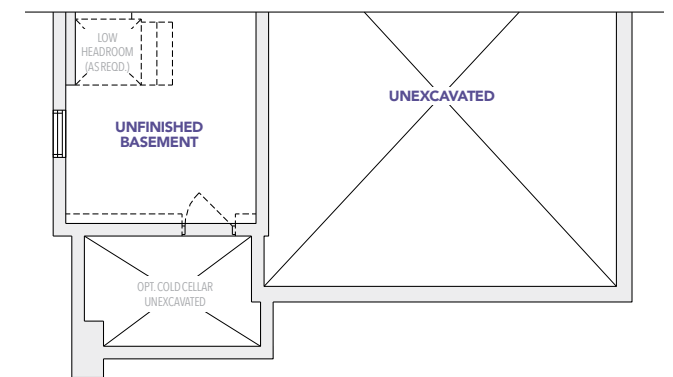 LOW
HEADROOM
(AS REQD.)
UNEXCAVATED
UNFINISHED
BASEMENT
OPT. COLD CELLAR
UNEXCAVATED